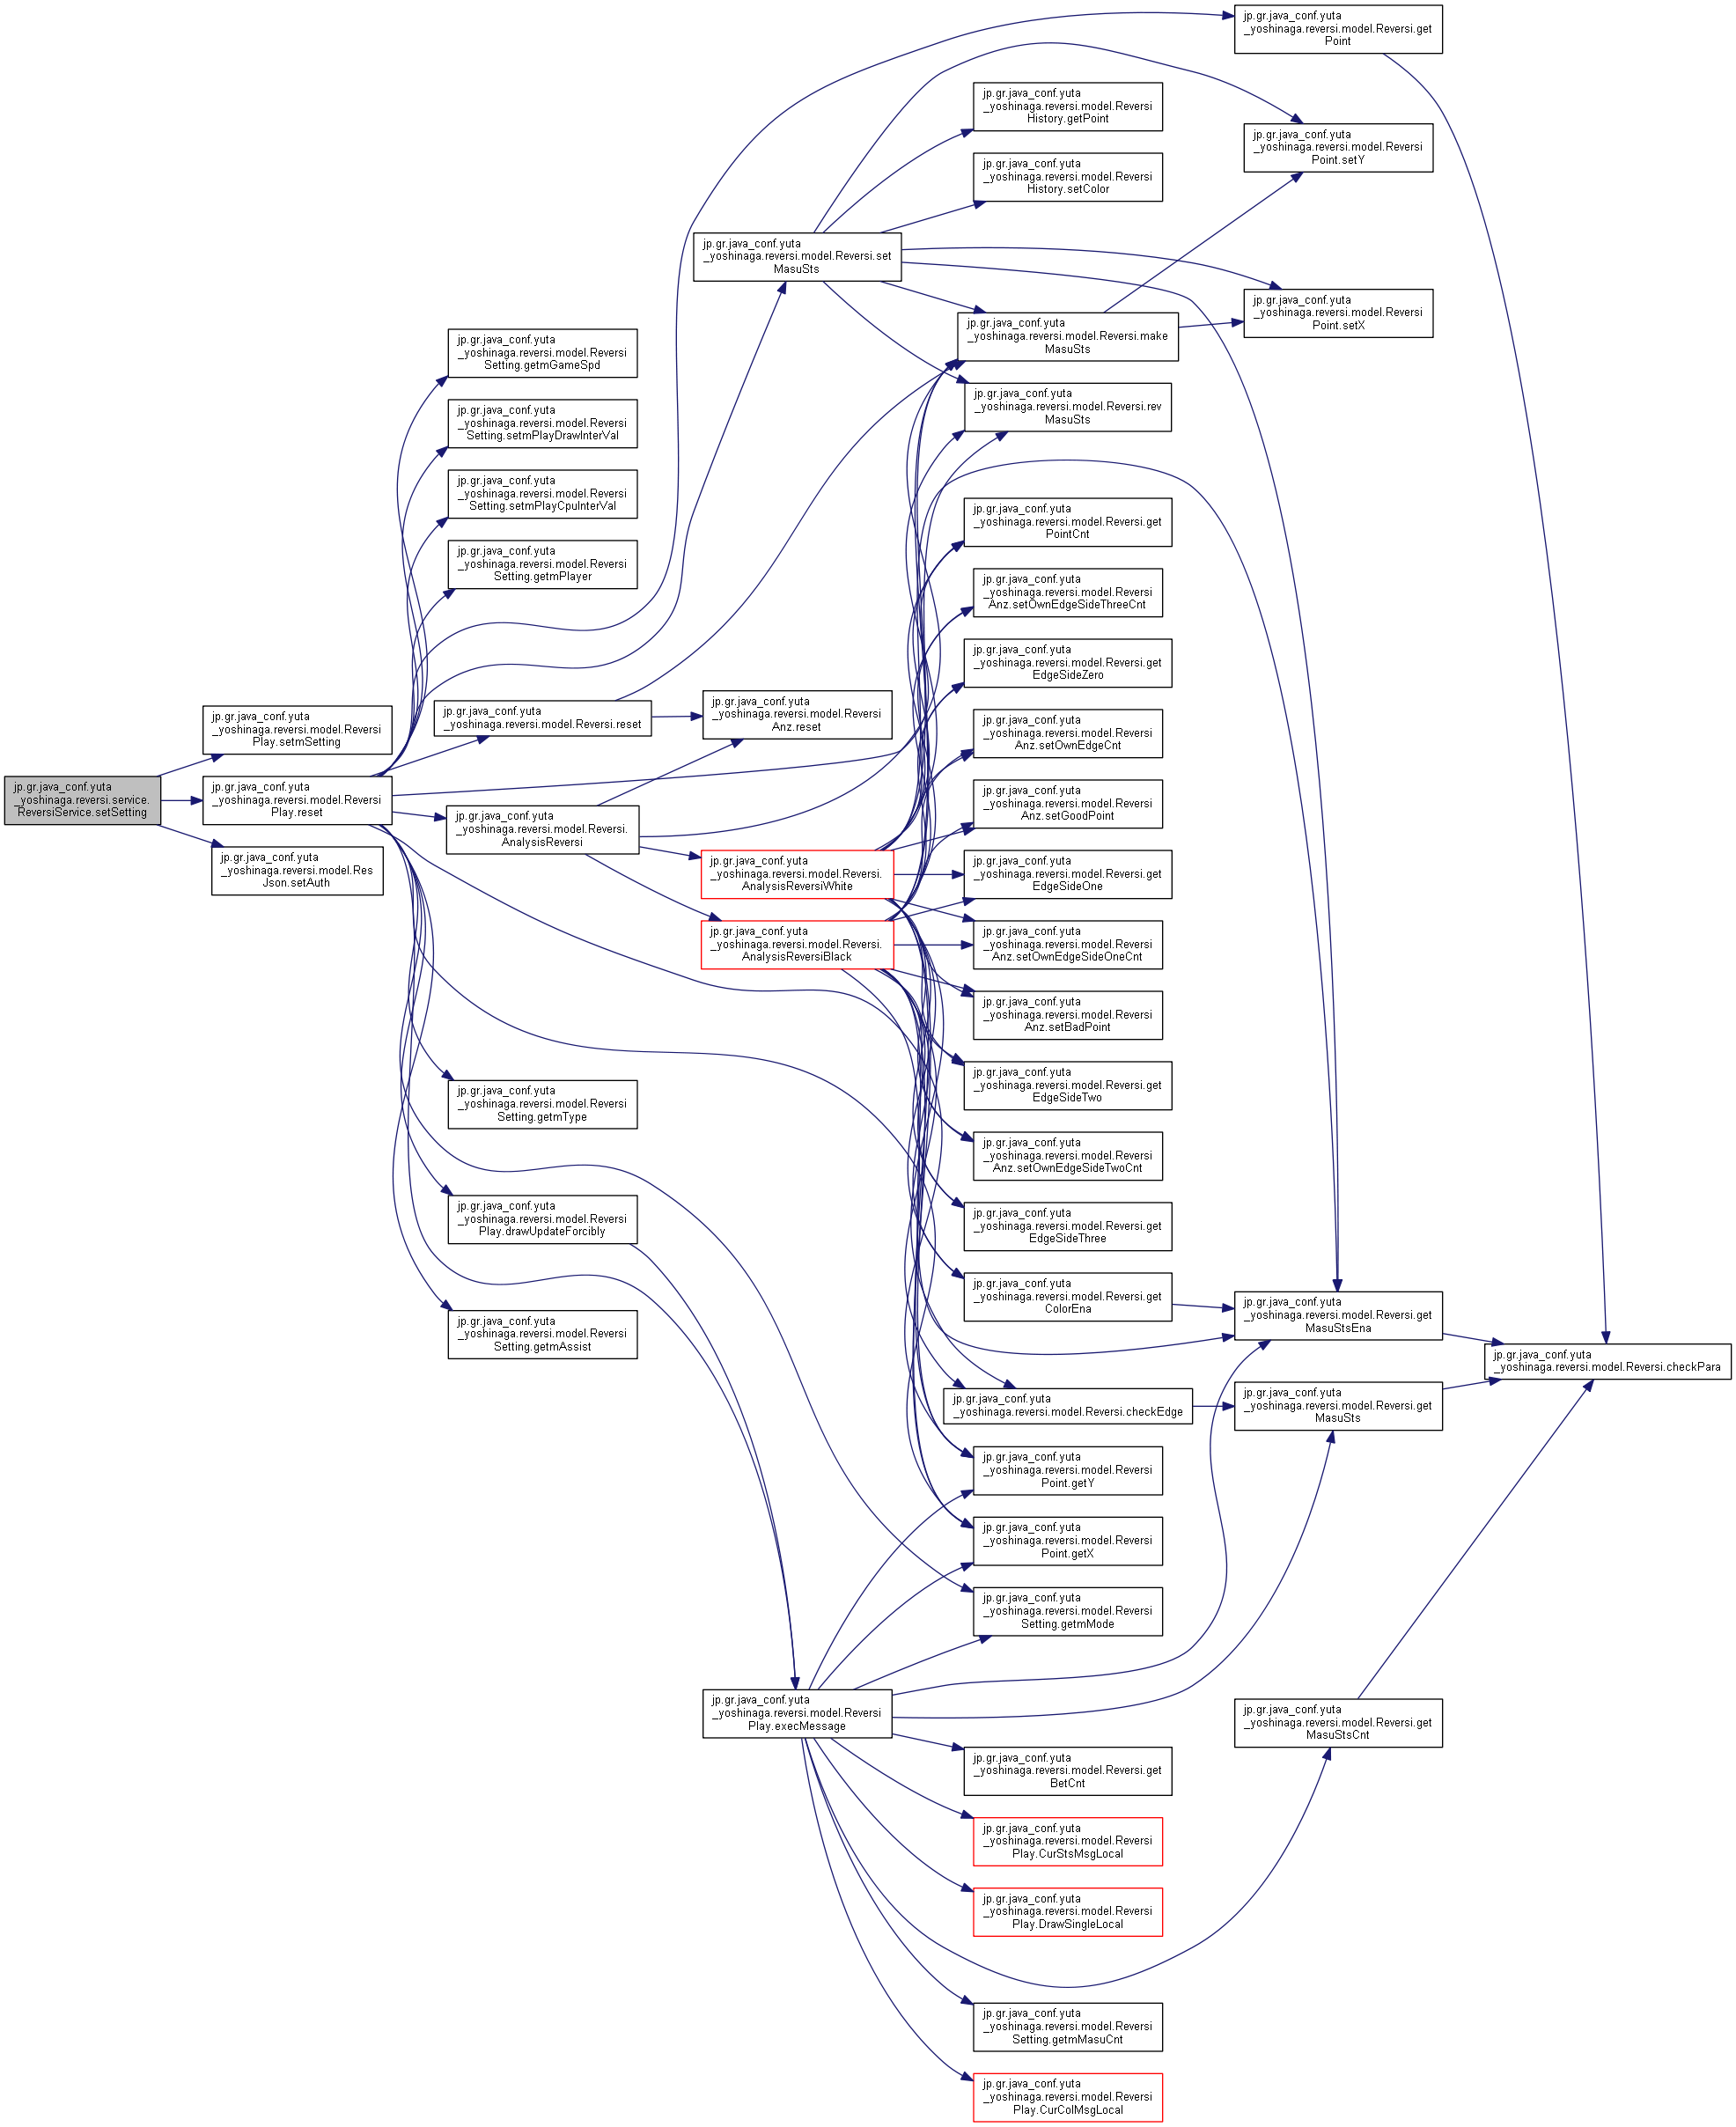 jp.gr.java_conf.yuta
_yoshinaga.reversi.model.Reversi.get
Point
jp.gr.java_conf.yuta
_yoshinaga.reversi.model.Reversi
History.getPoint
jp.gr.java_conf.yuta
_yoshinaga.reversi.model.Reversi
Point.setY
jp.gr.java_conf.yuta
_yoshinaga.reversi.model.Reversi
History.setColor
jp.gr.java_conf.yuta
_yoshinaga.reversi.model.Reversi.set
MasuSts
jp.gr.java_conf.yuta
_yoshinaga.reversi.model.Reversi
Point.setX
jp.gr.java_conf.yuta
_yoshinaga.reversi.model.Reversi.make
MasuSts
jp.gr.java_conf.yuta
_yoshinaga.reversi.model.Reversi
Setting.getmGameSpd
jp.gr.java_conf.yuta
_yoshinaga.reversi.model.Reversi.rev
MasuSts
jp.gr.java_conf.yuta
_yoshinaga.reversi.model.Reversi
Setting.setmPlayDrawInterVal
jp.gr.java_conf.yuta
_yoshinaga.reversi.model.Reversi
Setting.setmPlayCpuInterVal
jp.gr.java_conf.yuta
_yoshinaga.reversi.model.Reversi.get
PointCnt
jp.gr.java_conf.yuta
_yoshinaga.reversi.model.Reversi
Setting.getmPlayer
jp.gr.java_conf.yuta
_yoshinaga.reversi.model.Reversi
Anz.setOwnEdgeSideThreeCnt
jp.gr.java_conf.yuta
_yoshinaga.reversi.model.Reversi.get
EdgeSideZero
jp.gr.java_conf.yuta
_yoshinaga.reversi.model.Reversi
Play.setmSetting
jp.gr.java_conf.yuta
_yoshinaga.reversi.model.Reversi.reset
jp.gr.java_conf.yuta
_yoshinaga.reversi.model.Reversi
Anz.reset
jp.gr.java_conf.yuta
_yoshinaga.reversi.model.Reversi
Anz.setOwnEdgeCnt
jp.gr.java_conf.yuta
_yoshinaga.reversi.service.
ReversiService.setSetting
jp.gr.java_conf.yuta
_yoshinaga.reversi.model.Reversi
Play.reset
jp.gr.java_conf.yuta
_yoshinaga.reversi.model.Reversi
Anz.setGoodPoint
jp.gr.java_conf.yuta
_yoshinaga.reversi.model.Reversi.
AnalysisReversi
jp.gr.java_conf.yuta
_yoshinaga.reversi.model.Res
Json.setAuth
jp.gr.java_conf.yuta
_yoshinaga.reversi.model.Reversi.
AnalysisReversiWhite
jp.gr.java_conf.yuta
_yoshinaga.reversi.model.Reversi.get
EdgeSideOne
jp.gr.java_conf.yuta
_yoshinaga.reversi.model.Reversi.
AnalysisReversiBlack
jp.gr.java_conf.yuta
_yoshinaga.reversi.model.Reversi
Anz.setOwnEdgeSideOneCnt
jp.gr.java_conf.yuta
_yoshinaga.reversi.model.Reversi
Anz.setBadPoint
jp.gr.java_conf.yuta
_yoshinaga.reversi.model.Reversi.get
EdgeSideTwo
jp.gr.java_conf.yuta
_yoshinaga.reversi.model.Reversi
Setting.getmType
jp.gr.java_conf.yuta
_yoshinaga.reversi.model.Reversi
Anz.setOwnEdgeSideTwoCnt
jp.gr.java_conf.yuta
_yoshinaga.reversi.model.Reversi
Play.drawUpdateForcibly
jp.gr.java_conf.yuta
_yoshinaga.reversi.model.Reversi.get
EdgeSideThree
jp.gr.java_conf.yuta
_yoshinaga.reversi.model.Reversi.get
ColorEna
jp.gr.java_conf.yuta
_yoshinaga.reversi.model.Reversi.get
MasuStsEna
jp.gr.java_conf.yuta
_yoshinaga.reversi.model.Reversi
Setting.getmAssist
jp.gr.java_conf.yuta
_yoshinaga.reversi.model.Reversi.checkPara
jp.gr.java_conf.yuta
_yoshinaga.reversi.model.Reversi.checkEdge
jp.gr.java_conf.yuta
_yoshinaga.reversi.model.Reversi.get
MasuSts
jp.gr.java_conf.yuta
_yoshinaga.reversi.model.Reversi
Point.getY
jp.gr.java_conf.yuta
_yoshinaga.reversi.model.Reversi
Point.getX
jp.gr.java_conf.yuta
_yoshinaga.reversi.model.Reversi
Setting.getmMode
jp.gr.java_conf.yuta
_yoshinaga.reversi.model.Reversi
Play.execMessage
jp.gr.java_conf.yuta
_yoshinaga.reversi.model.Reversi.get
MasuStsCnt
jp.gr.java_conf.yuta
_yoshinaga.reversi.model.Reversi.get
BetCnt
jp.gr.java_conf.yuta
_yoshinaga.reversi.model.Reversi
Play.CurStsMsgLocal
jp.gr.java_conf.yuta
_yoshinaga.reversi.model.Reversi
Play.DrawSingleLocal
jp.gr.java_conf.yuta
_yoshinaga.reversi.model.Reversi
Setting.getmMasuCnt
jp.gr.java_conf.yuta
_yoshinaga.reversi.model.Reversi
Play.CurColMsgLocal